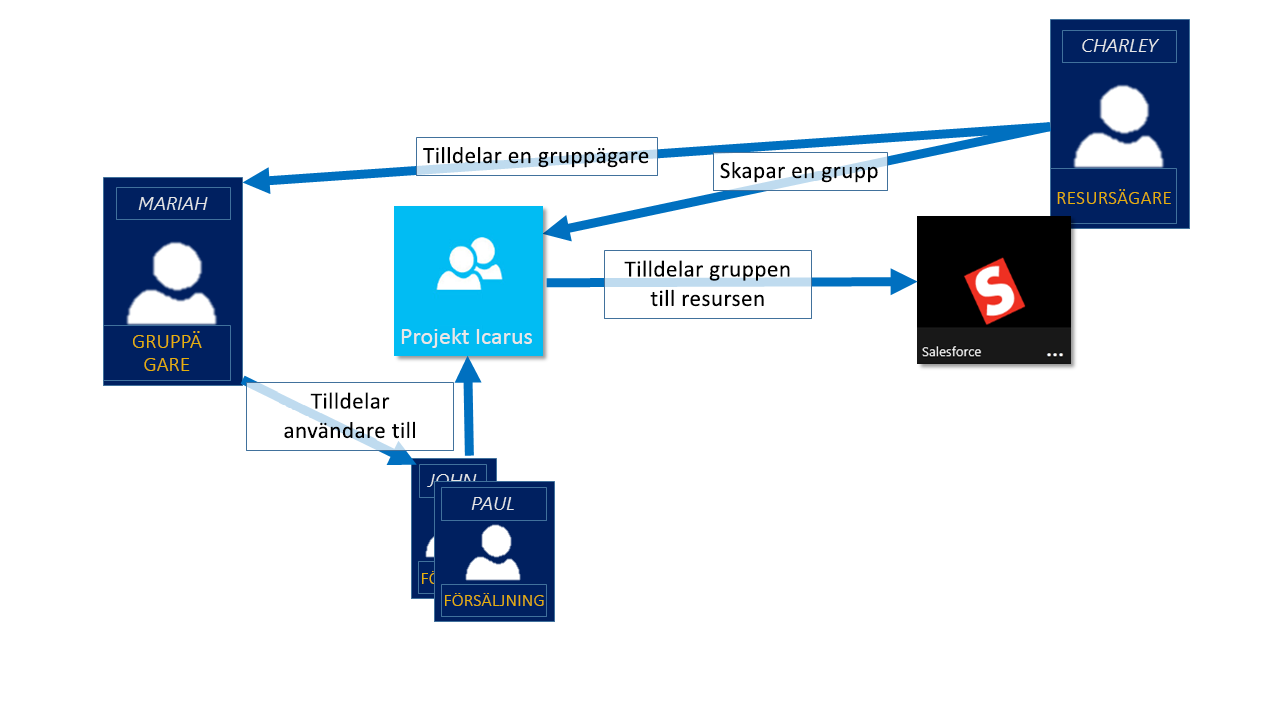 CHARLEY
Tilldelar en gruppägare
Skapar en grupp
MARIAH
RESURSÄGARE
Tilldelar gruppen
till resursen
Projekt Icarus
GRUPPÄ
GARE
Salesforce
Tilldelar
användare till
JOHN
PAUL
FÖRSÄLJNING